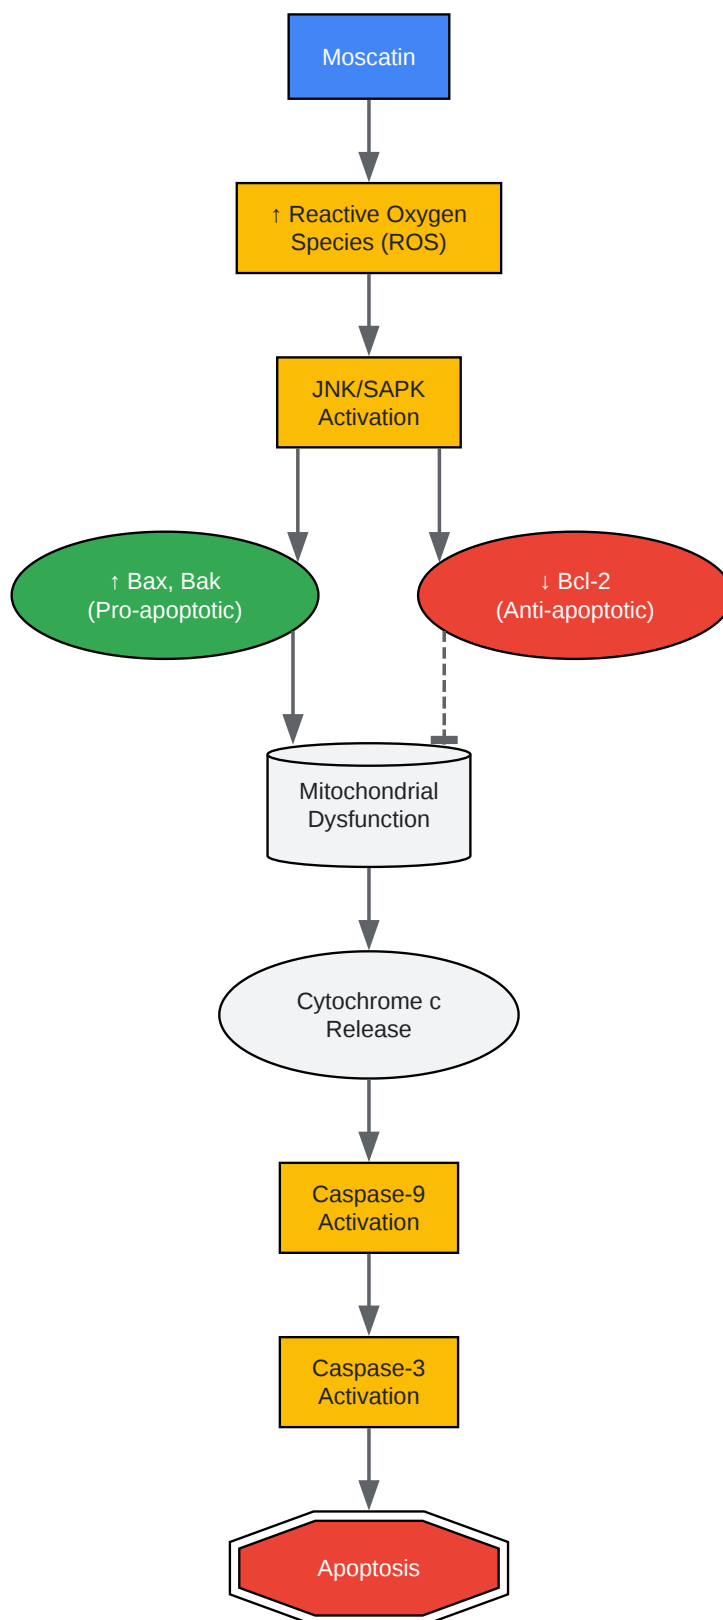 Moscatin
↑ Reactive Oxygen
Species (ROS)
JNK/SAPK
Activation
↑ Bax, Bak
(Pro-apoptotic)
↓ Bcl-2
(Anti-apoptotic)
Mitochondrial
Dysfunction
Cytochrome c
Release
Caspase-9
Activation
Caspase-3
Activation
Apoptosis